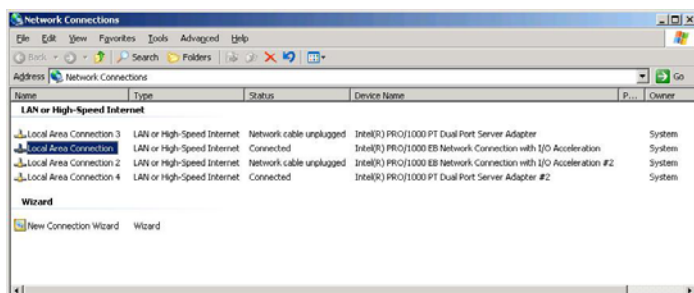 Network Connections
File Edit View Favorites Tools Advanced Help
Back Search Folders
Address Network Connections Go
Name Type Status Device Name P... Owner
LAN or High-Speed Internet
Local Area Connection 3 LAN or High-Speed Internet Network cable unplugged Intel(R) PRO/1000 PT Dual Port Server Adapter System
Local Area Connection LAN or High-Speed Internet Connected Intel(R) PRO/1000 EB Network Connection with I/O Acceleration System
Local Area Connection 2 LAN or High-Speed Internet Network cable unplugged Intel(R) PRO/1000 EB Network Connection with I/O Acceleration #2 System
Local Area Connection 4 LAN or High-Speed Internet Connected Intel(R) PRO/1000 PT Dual Port Server Adapter #2 System
Wizard
New Connection Wizard Wizard